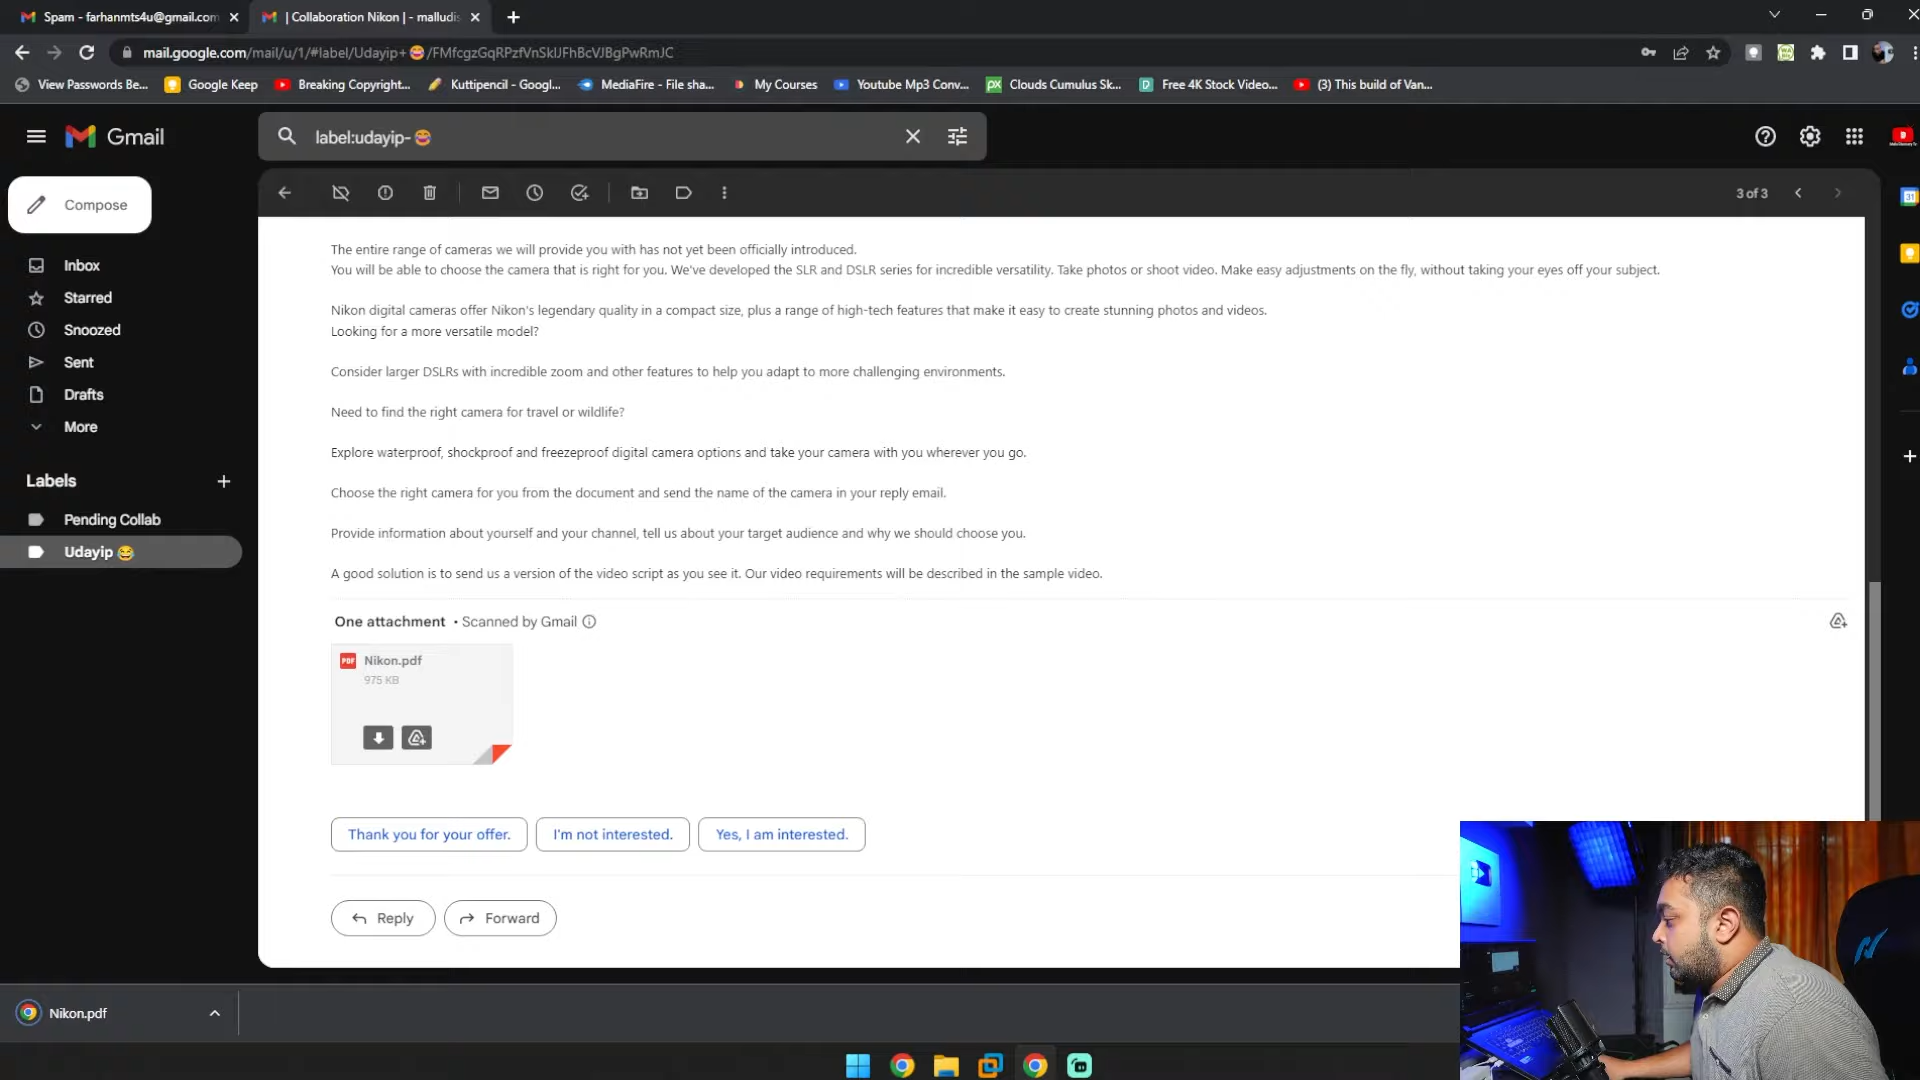 Spam - farhanmts4u@gmail.com
| Collaboration Nikon | - malludis
mail.google.com/mail/u/1/#label/Udayip+😂/FMfcgzGqRPzfVnSklJFhBcVJBgPwRmJC
View Passwords Be...
Google Keep
Breaking Copyright...
Kuttipencil - Googl...
MediaFire - File sha...
My Courses
Youtube Mp3 Conv...
Clouds Cumulus Sk...
Free 4K Stock Video...
(3) This build of Van...
Gmail
label:udayip-😂
Compose
3 of 3
Inbox
Starred
Snoozed
Sent
Drafts
More
Labels
Pending Collab
Udayip 😂
The entire range of cameras we will provide you with has not yet been officially introduced.
You will be able to choose the camera that is right for you. We've developed the SLR and DSLR series for incredible versatility. Take photos or shoot video. Make easy adjustments on the fly, without taking your eyes off your subject.
Nikon digital cameras offer Nikon's legendary quality in a compact size, plus a range of high-tech features that make it easy to create stunning photos and videos.
Looking for a more versatile model?
Consider larger DSLRs with incredible zoom and other features to help you adapt to more challenging environments.
Need to find the right camera for travel or wildlife?
Explore waterproof, shockproof and freezeproof digital camera options and take your camera with you wherever you go.
Choose the right camera for you from the document and send the name of the camera in your reply email.
Provide information about yourself and your channel, tell us about your target audience and why we should choose you.
A good solution is to send us a version of the video script as you see it. Our video requirements will be described in the sample video.
One attachment • Scanned by Gmail
PDF Nikon.pdf
975 KB
Thank you for your offer.
I'm not interested.
Yes, I am interested.
Reply
Forward
Nikon.pdf